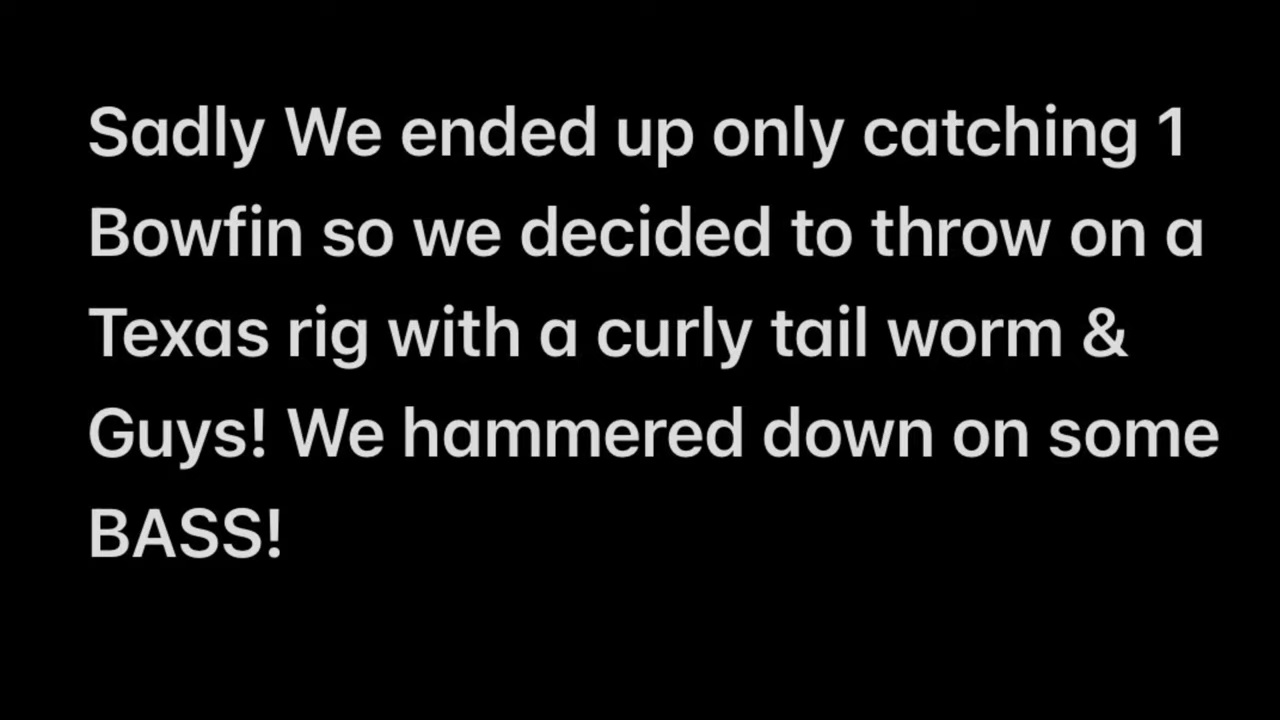 Sadly We ended up only catching 1
Bowfin so we decided to throw on a
Texas rig with a curly tail worm &
Guys! We hammered down on some
BASS!